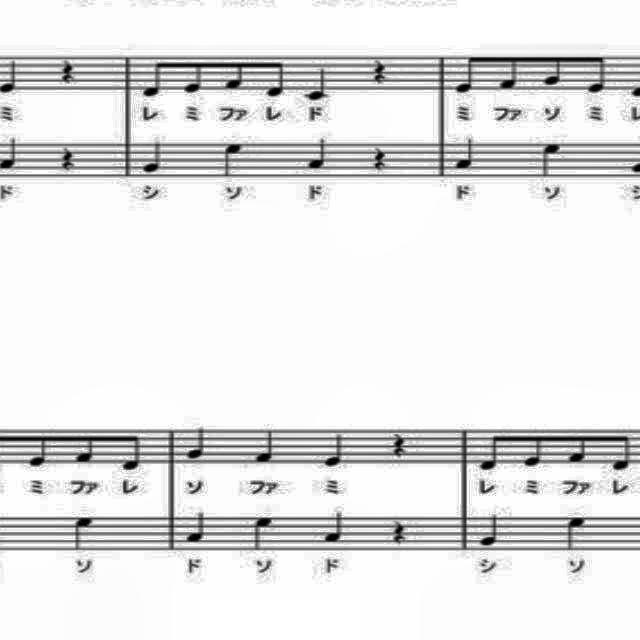 ミ レ ミ ファ レ ド ミ ファ ソ ミ レ
ド シ ソ ド ド ソ シ
ミ ファ レ ソ ファ ミ レ ミ ファ レ
ソ ド ソ ド シ ソ